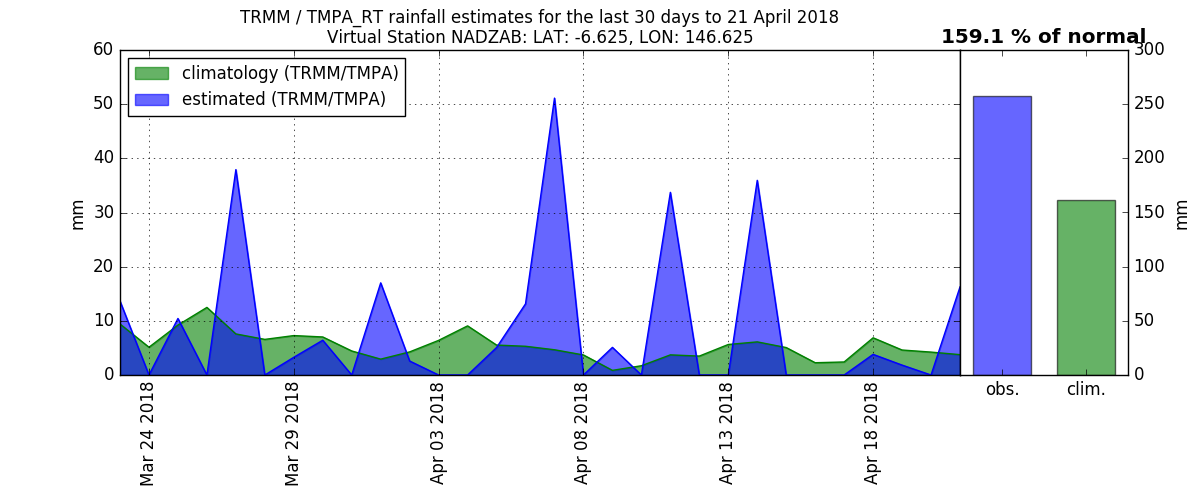 TRMM / TMPA_RT rainfall estimates for the last 30 days to 21 April 2018
Virtual Station NADZAB: LAT: -6.625, LON: 146.625
159.1 % of normal
climatology (TRMM/TMPA)
estimated (TRMM/TMPA)
60
50
40
30
20
10
0
mm
300
250
200
150
100
50
0
mm
Mar 24 2018
Mar 29 2018
Apr 03 2018
Apr 08 2018
Apr 13 2018
Apr 18 2018
obs.
clim.